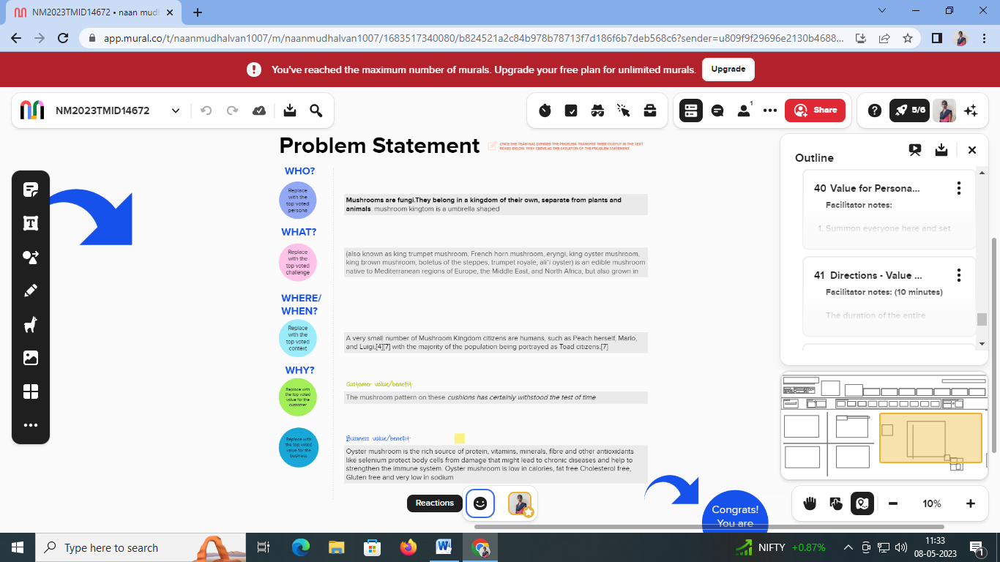 NM2023TMID14672 • naan mudh
app.mural.co/t/naanmudhalvan1007/m/naanmudhalvan1007/1683517340080/b824521a2c84b978b78713f7d186f6b7deb568c6?sender=u809f9f29696e2130b4688...
You've reached the maximum number of murals. Upgrade your free plan for unlimited murals.
Upgrade
NM2023TMID14672
1
Share
5/6
Problem Statement
ONCE THE TEAM HAS DEFINED THE PROBLEM, TRANSFER THEIR OUTPUT IN THE TEXT
BOXES BELOW. THEY SERVE AS THE SKELETON OF THE PROBLEM STATEMENT.
WHO?
Replace
with the
top voted
persona
Mushrooms are fungi.They belong in a kingdom of their own, separate from plants and
animals. mushroom kingtom is a umbrella shaped
WHAT?
Replace
with the
top voted
challenge
(also known as king trumpet mushroom, French horn mushroom, eryngi, king oyster mushroom,
king brown mushroom, boletus of the steppes, trumpet royale, aliʻi oyster) is an edible mushroom
native to Mediterranean regions of Europe, the Middle East, and North Africa, but also grown in
WHERE/
WHEN?
Replace
with the
top voted
context
A very small number of Mushroom Kingdom citizens are humans, such as Peach herself, Mario,
and Luigi,[4][7] with the majority of the population being portrayed as Toad citizens.[7]
WHY?
Replace with
the top voted
value for the
customer
Customer value/benefit:
The mushroom pattern on these cushions has certainly withstood the test of time
Replace with
the top voted
value for the
business
Business value/benefit:
Oyster mushroom is the rich source of protein, vitamins, minerals, fibre and other antioxidants
like selenium protect body cells from damage that might lead to chronic diseases and help to
strengthen the immune system. Oyster mushroom is low in calories, fat free Cholesterol free,
Gluten free and very low in sodium
Reactions
Congrats!
You are
Outline
40 Value for Persona...
Facilitator notes:
1. Summon everyone here and set
41 Directions - Value ...
Facilitator notes: (10 minutes)
The duration of the entire
10%
Type here to search
NIFTY +0.87%
11:33
08-05-2023
1